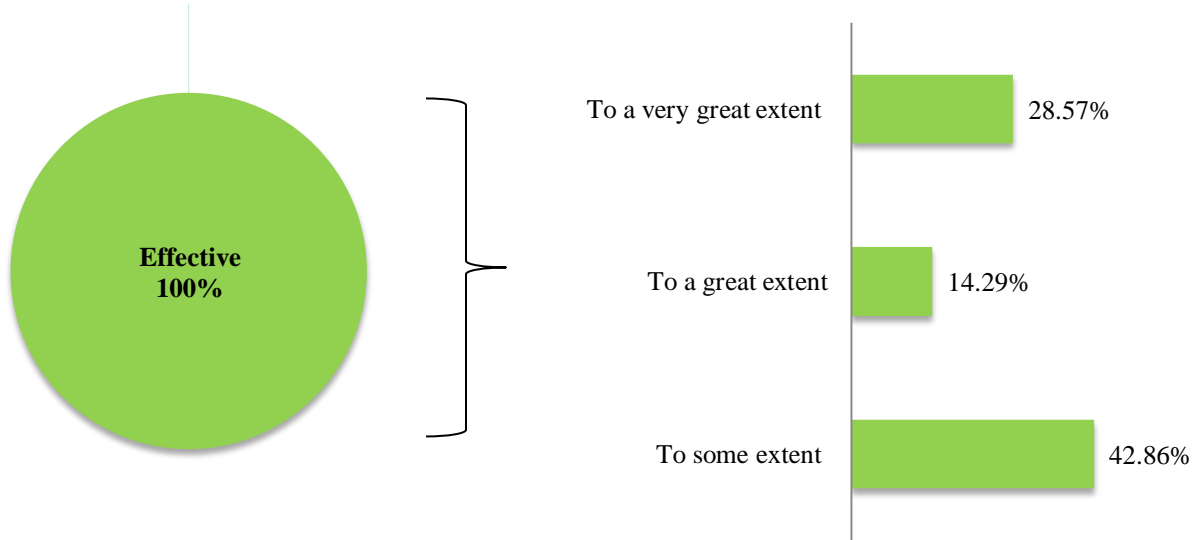 Effective
100%
To a very great extent
28.57%
To a great extent
14.29%
To some extent
42.86%